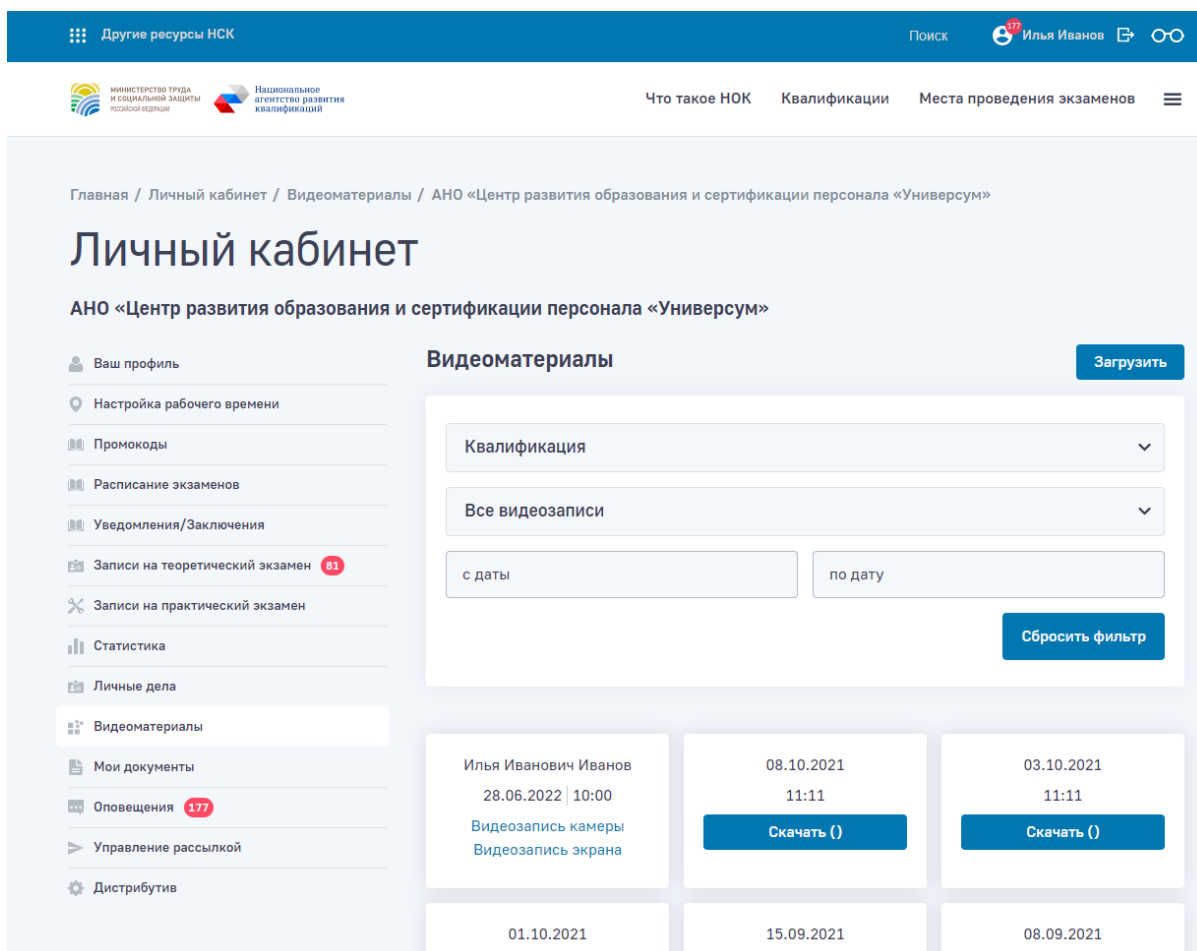 Другие ресурсы НСК
Поиск
177
Илья Иванов
МИНИСТЕРСТВО ТРУДА
И СОЦИАЛЬНОЙ ЗАЩИТЫ
РОССИЙСКОЙ ФЕДЕРАЦИИ
Национальное
агентство развития
квалификаций
Что такое НОК
Квалификации
Места проведения экзаменов
Главная / Личный кабинет / Видеоматериалы / АНО «Центр развития образования и сертификации персонала «Универсум»
Личный кабинет
АНО «Центр развития образования и сертификации персонала «Универсум»
Ваш профиль
Настройка рабочего времени
Промокоды
Расписание экзаменов
Уведомления/Заключения
Записи на теоретический экзамен 81
Записи на практический экзамен
Статистика
Личные дела
Видеоматериалы
Мои документы
Оповещения 177
Управление рассылкой
Дистрибутив
Видеоматериалы
Загрузить
Квалификация
Все видеозаписи
с даты
по дату
Сбросить фильтр
Илья Иванович Иванов
28.06.2022 10:00
Видеозапись камеры
Видеозапись экрана
08.10.2021
11:11
Скачать ()
03.10.2021
11:11
Скачать ()
01.10.2021
15.09.2021
08.09.2021